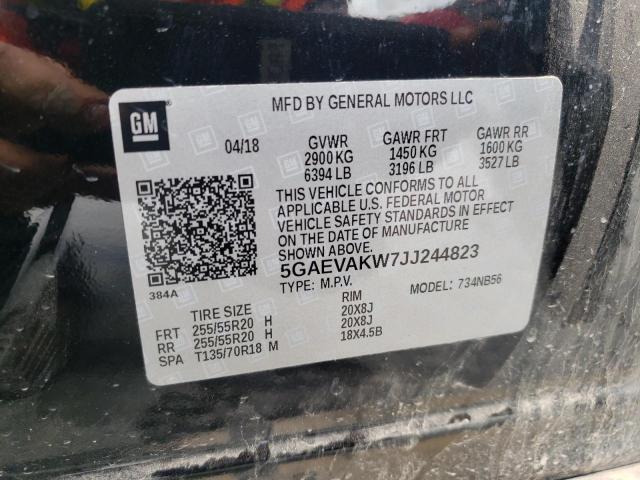 MFD BY GENERAL MOTORS LLC
GM
04/18
GVWR GAWR FRT GAWR RR
2900 KG 1450 KG 1600 KG
6394 LB 3196 LB 3527 LB
THIS VEHICLE CONFORMS TO ALL
APPLICABLE U.S. FEDERAL MOTOR
VEHICLE SAFETY STANDARDS IN EFFECT
ON THE DATE OF MANUFACTURE
SHOWN ABOVE.
5GAEVAKW7JJ244823
TYPE: M.P.V. MODEL: 734NB56
384A
TIRE SIZE RIM
FRT 255/55R20 H 20X8J
RR 255/55R20 H 20X8J
SPA T135/70R18 M 18X4.5B